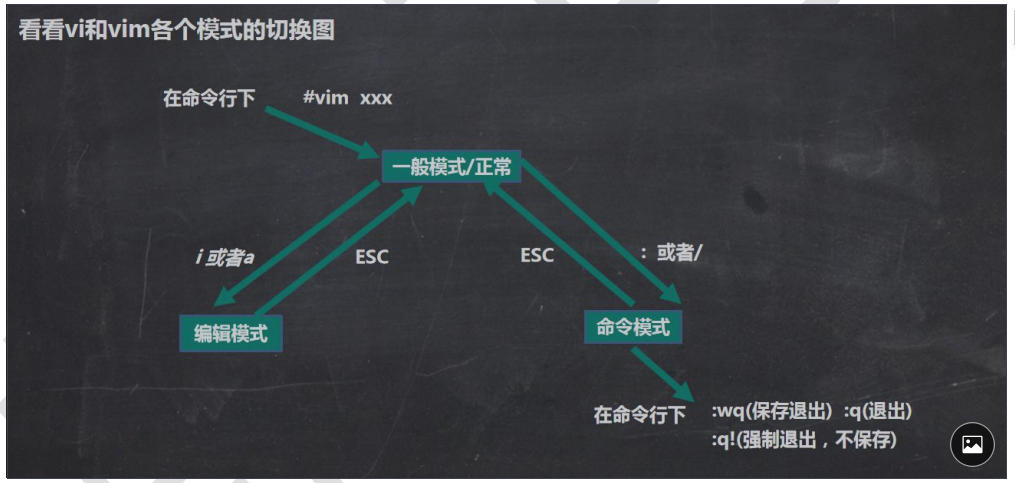 看看vi和vim各个模式的切换图
在命令行下 #vim xxx
一般模式/正常
i 或者a ESC ESC : 或者/
编辑模式 命令模式
在命令行下 :wq(保存退出) :q(退出)
:q!(强制退出，不保存)